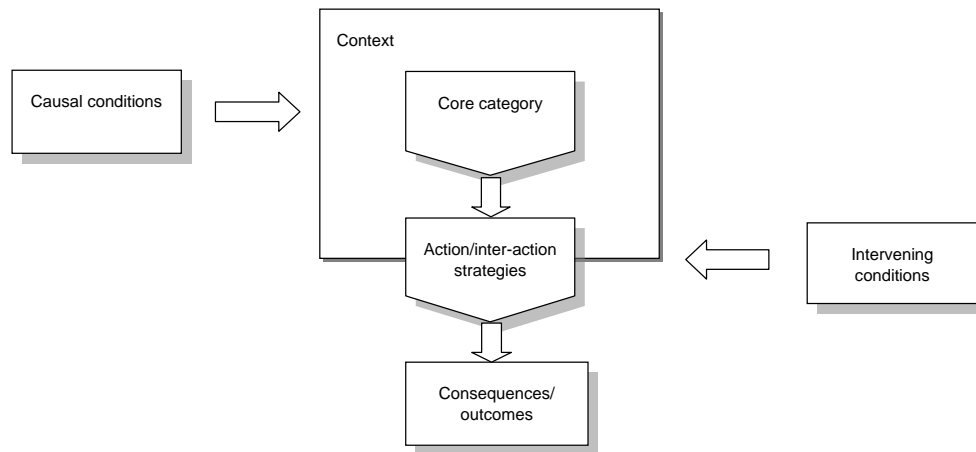 Context
Causal conditions
Core category
Action/inter-action
strategies
Intervening
conditions
Consequences/
outcomes